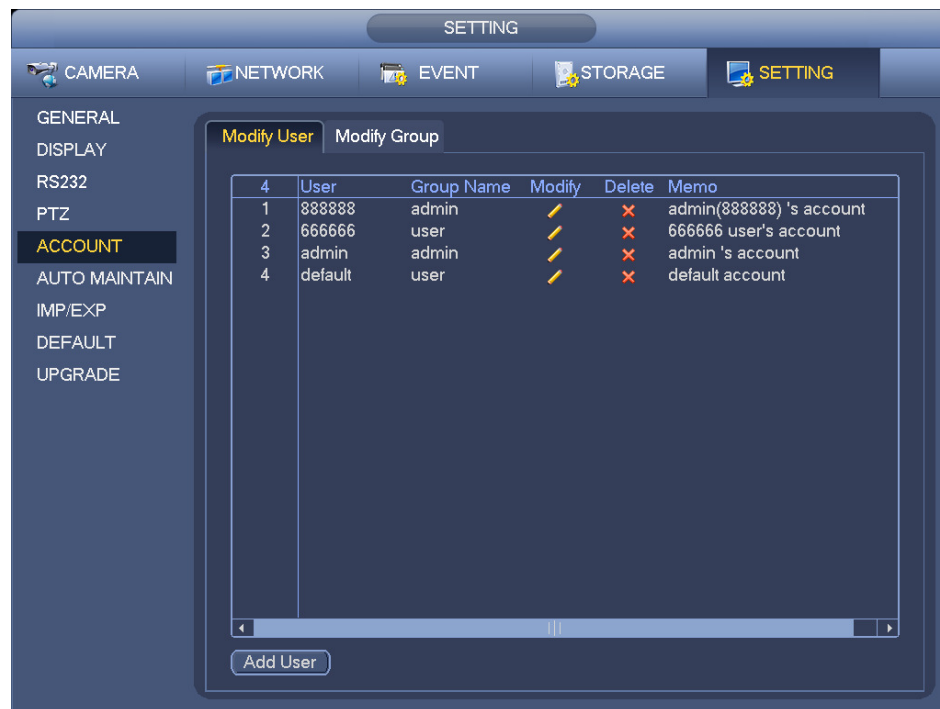 SETTING
CAMERA NETWORK EVENT STORAGE SETTING
GENERAL
DISPLAY
RS232
PTZ
ACCOUNT
AUTO MAINTAIN
IMP/EXP
DEFAULT
UPGRADE
Modify User Modify Group
4 User Group Name Modify Delete Memo
1 888888 admin admin(888888) 's account
2 666666 user 666666 user's account
3 admin admin admin 's account
4 default user default account
Add User